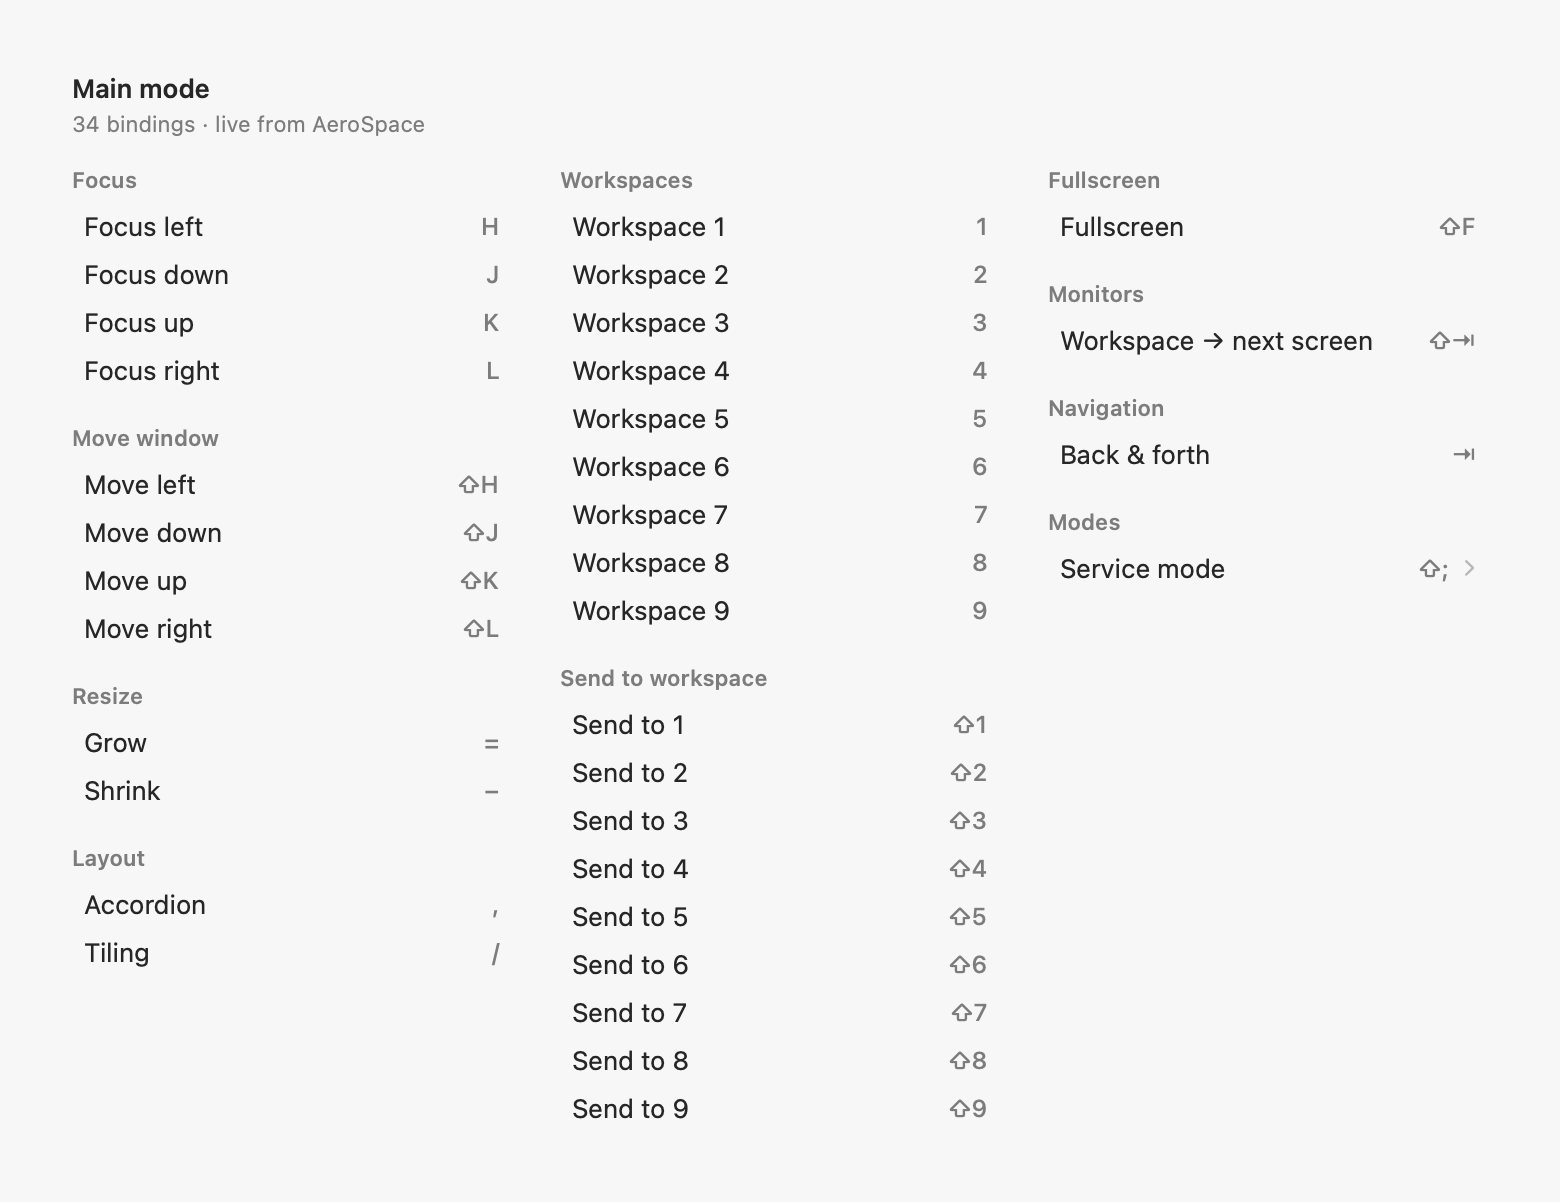 Main mode
34 bindings · live from AeroSpace
Focus
Focus left H
Focus down J
Focus up K
Focus right L
Move window
Move left ⇧H
Move down ⇧J
Move up ⇧K
Move right ⇧L
Resize
Grow =
Shrink −
Layout
Accordion ,
Tiling /
Workspaces
Workspace 1 1
Workspace 2 2
Workspace 3 3
Workspace 4 4
Workspace 5 5
Workspace 6 6
Workspace 7 7
Workspace 8 8
Workspace 9 9
Send to workspace
Send to 1 ⇧1
Send to 2 ⇧2
Send to 3 ⇧3
Send to 4 ⇧4
Send to 5 ⇧5
Send to 6 ⇧6
Send to 7 ⇧7
Send to 8 ⇧8
Send to 9 ⇧9
Fullscreen
Fullscreen ⇧F
Monitors
Workspace → next screen ⇧⇥
Navigation
Back & forth ⇥
Modes
Service mode ⇧; >